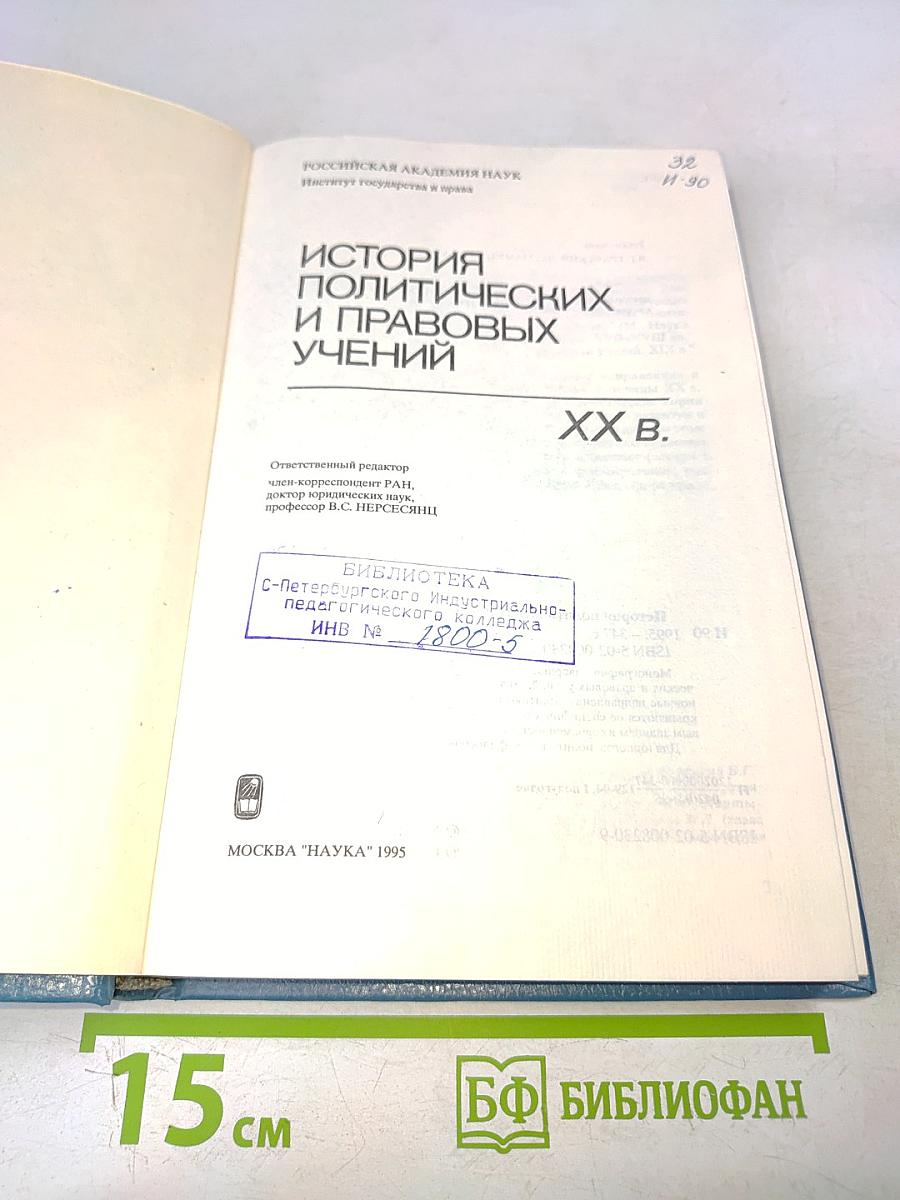 РОССИЙСКАЯ АКАДЕМИЯ НАУК
Институт государства и права
32
И-90
ИСТОРИЯ
ПОЛИТИЧЕСКИХ
И ПРАВОВЫХ
УЧЕНИЙ
XX в.
Ответственный редактор
член-корреспондент РАН,
доктор юридических наук,
профессор В.С. НЕРСЕСЯНЦ
БИБЛИОТЕКА
С-Петербургского Индустриально-
педагогического колледжа
ИНВ № 1800-5
МОСКВА "НАУКА" 1995
15 см
БФ БИБЛИОФАН